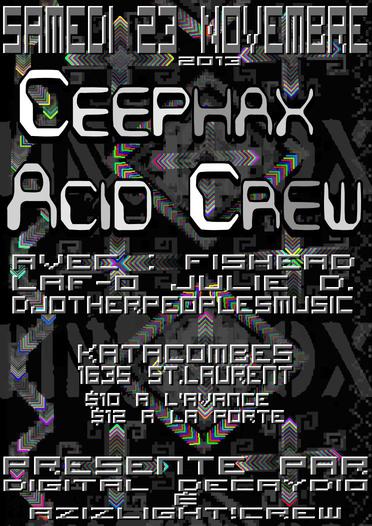 SAMEDI 23 NOVEMBRE
2013
CEEPHAX
ACID CREW
AVEC : FISHEAD
LAF-O JULIE D.
DJOTHERPEOPLESMUSIC
KATACOMBES
1635 ST.LAURENT
$10 A L'AVANCE
$12 A LA PORTE
PRESENTE PAR
DIGITAL DECAYDIO
&
AZIZLIGHT!CREW